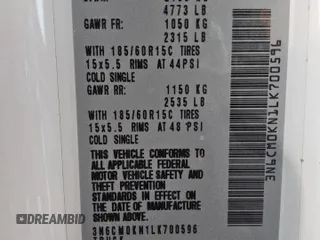 4773 LB
GAWR FR: 1050 KG
2315 LB
WITH 185/60R15C TIRES
15x5.5 RIMS AT 44PSI
COLD SINGLE
GAWR RR: 1150 KG
2535 LB
WITH 185/60R15C TIRES
15x5.5 RIMS AT 48PSI
COLD SINGLE
THIS VEHICLE CONFORMS TO
ALL APPLICABLE FEDERAL
MOTOR VEHICLE SAFETY AND
THEFT PREVENTION
STANDARDS IN EFFECT ON THE
DATE OF MANUFACTURE
SHOWN ABOVE
3N6CM0KN1LK700596
3N6CM0KN1LK700596
DREAMBID
dreambid.com